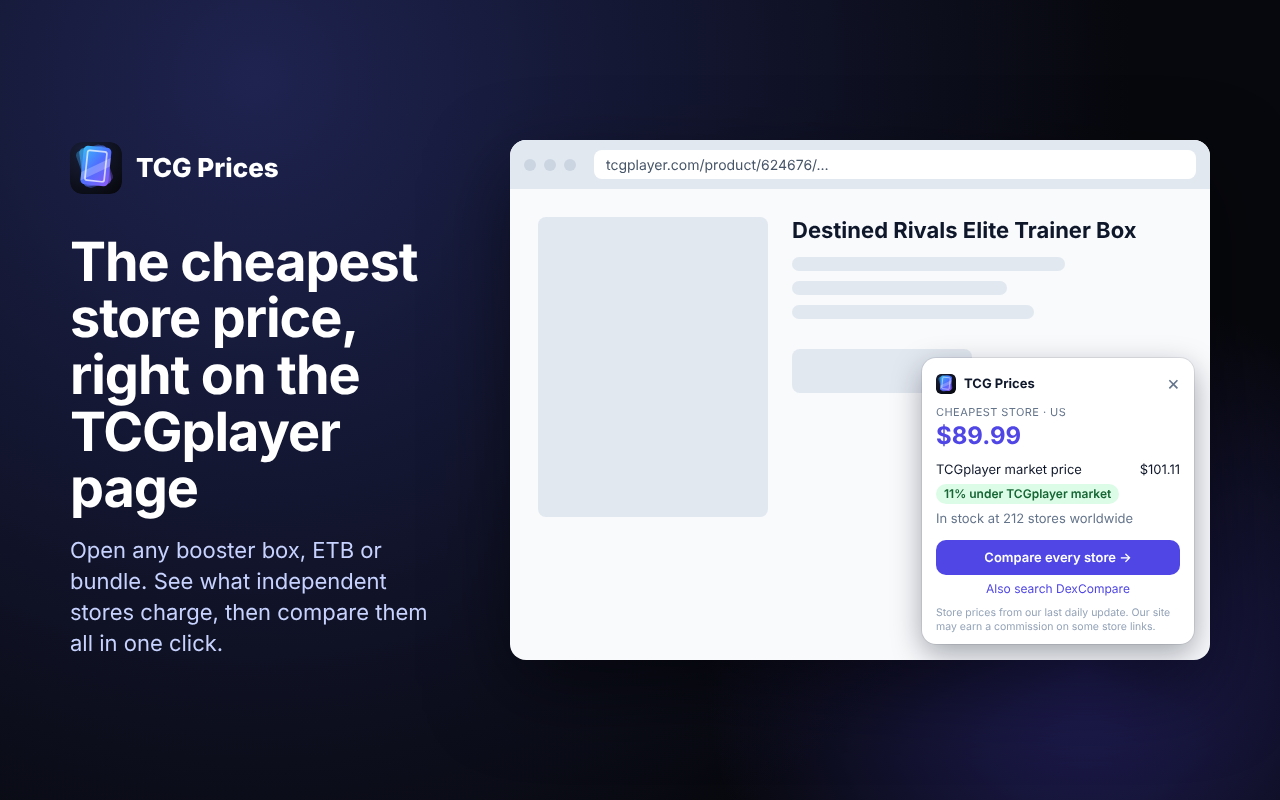 TCG Prices
The cheapest
store price,
right on the
TCGplayer
page
Open any booster box, ETB or
bundle. See what independent
stores charge, then compare them
all in one click.
tcgplayer.com/product/624676/...
Destined Rivals Elite Trainer Box
TCG Prices ✕
CHEAPEST STORE · US
$89.99
TCGplayer market price $101.11
11% under TCGplayer market
In stock at 212 stores worldwide
Compare every store →
Also search DexCompare
Store prices from our last daily update. Our site
may earn a commission on some store links.